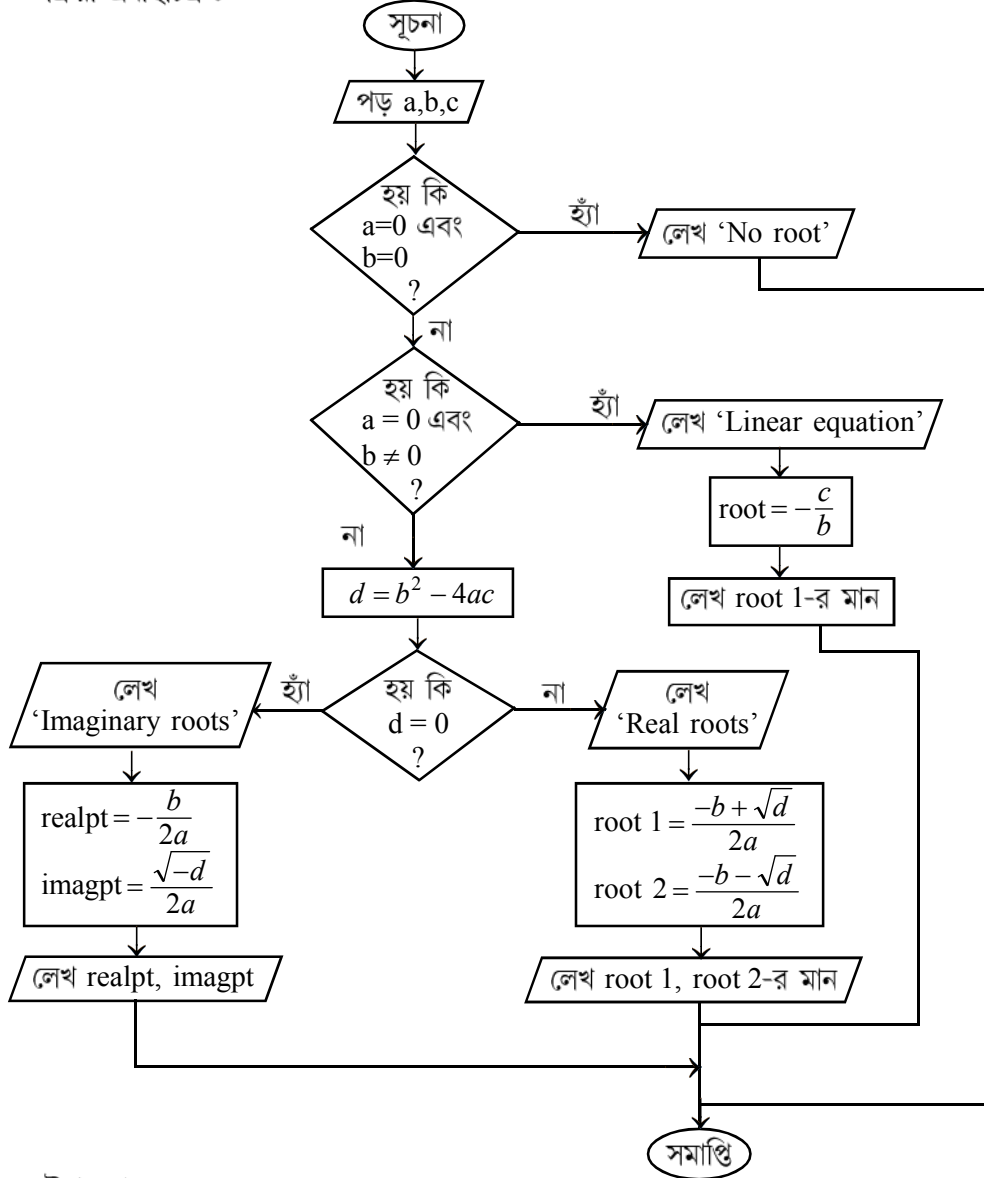 সূচনা
পড় a,b,c
হয় কি
a=0 এবং
b=0
?
হ্যাঁ
লেখ ‘No root’
না
হয় কি
a = 0 এবং
b ≠ 0
?
হ্যাঁ
লেখ ‘Linear equation’
root = −c/b
লেখ root 1-র মান
না
d = b² − 4ac
হয় কি
d = 0
?
হ্যাঁ
লেখ
‘Imaginary roots’
realpt = −b/2a
imagpt = √−d/2a
লেখ realpt, imagpt
না
লেখ
‘Real roots’
root 1 = −b + √d/2a
root 2 = −b − √d/2a
লেখ root 1, root 2-র মান
সমাপ্তি